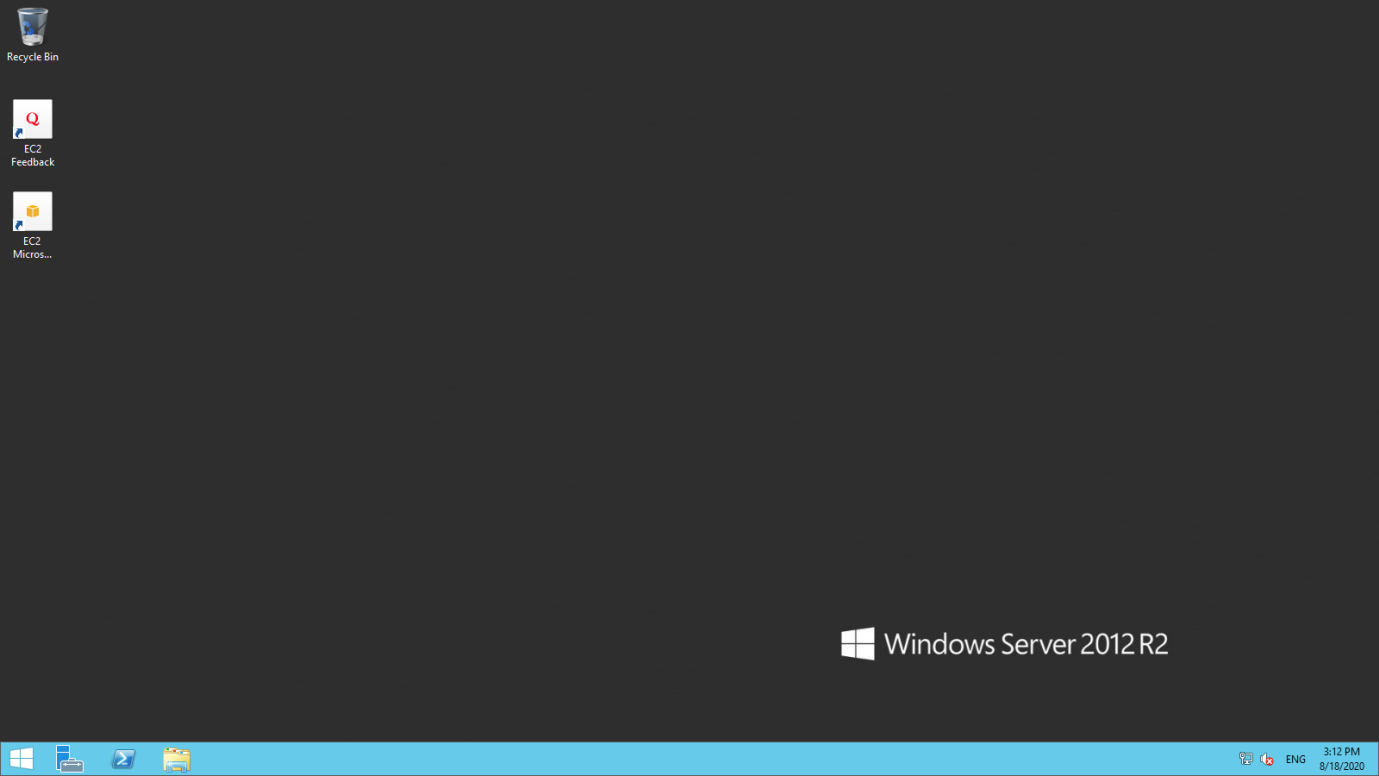 Recycle Bin
EC2
Feedback
EC2
Micros...
Windows Server 2012 R2
ENG
3:12 PM
8/18/2020